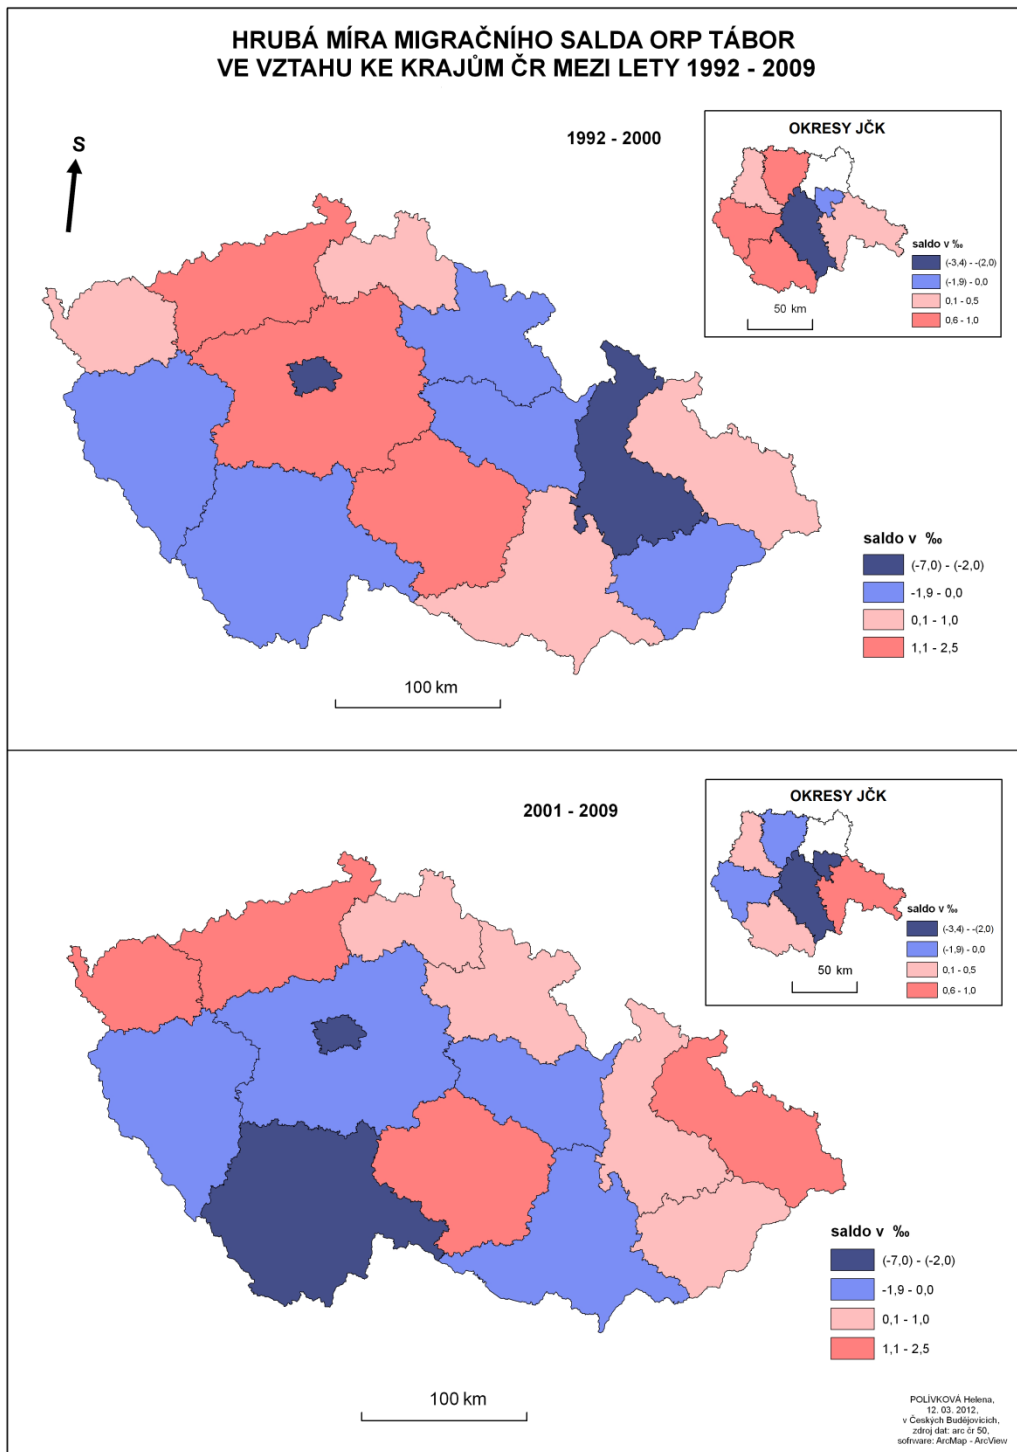 HRUBÁ MÍRA MIGRAČNÍHO SALDA ORP TÁBOR
VE VZTAHU KE KRAJŮM ČR MEZI LETY 1992 - 2009
1992 - 2000
S
OKRESY JČK
saldo v ‰
(-3,4) - -(2,0)
(-1,9) - 0,0
0,1 - 0,5
0,6 - 1,0
50 km
saldo v ‰
(-7,0) - (-2,0)
-1,9 - 0,0
0,1 - 1,0
1,1 - 2,5
100 km
2001 - 2009
OKRESY JČK
saldo v ‰
(-3,4) - -(2,0)
(-1,9) - 0,0
0,1 - 0,5
0,6 - 1,0
50 km
saldo v ‰
(-7,0) - (-2,0)
-1,9 - 0,0
0,1 - 1,0
1,1 - 2,5
100 km
POLÍVKOVÁ Helena,
12. 03. 2012,
v Českých Budějovicích,
zdroj dat: arc čr 50,
sofrware: ArcMap - ArcView